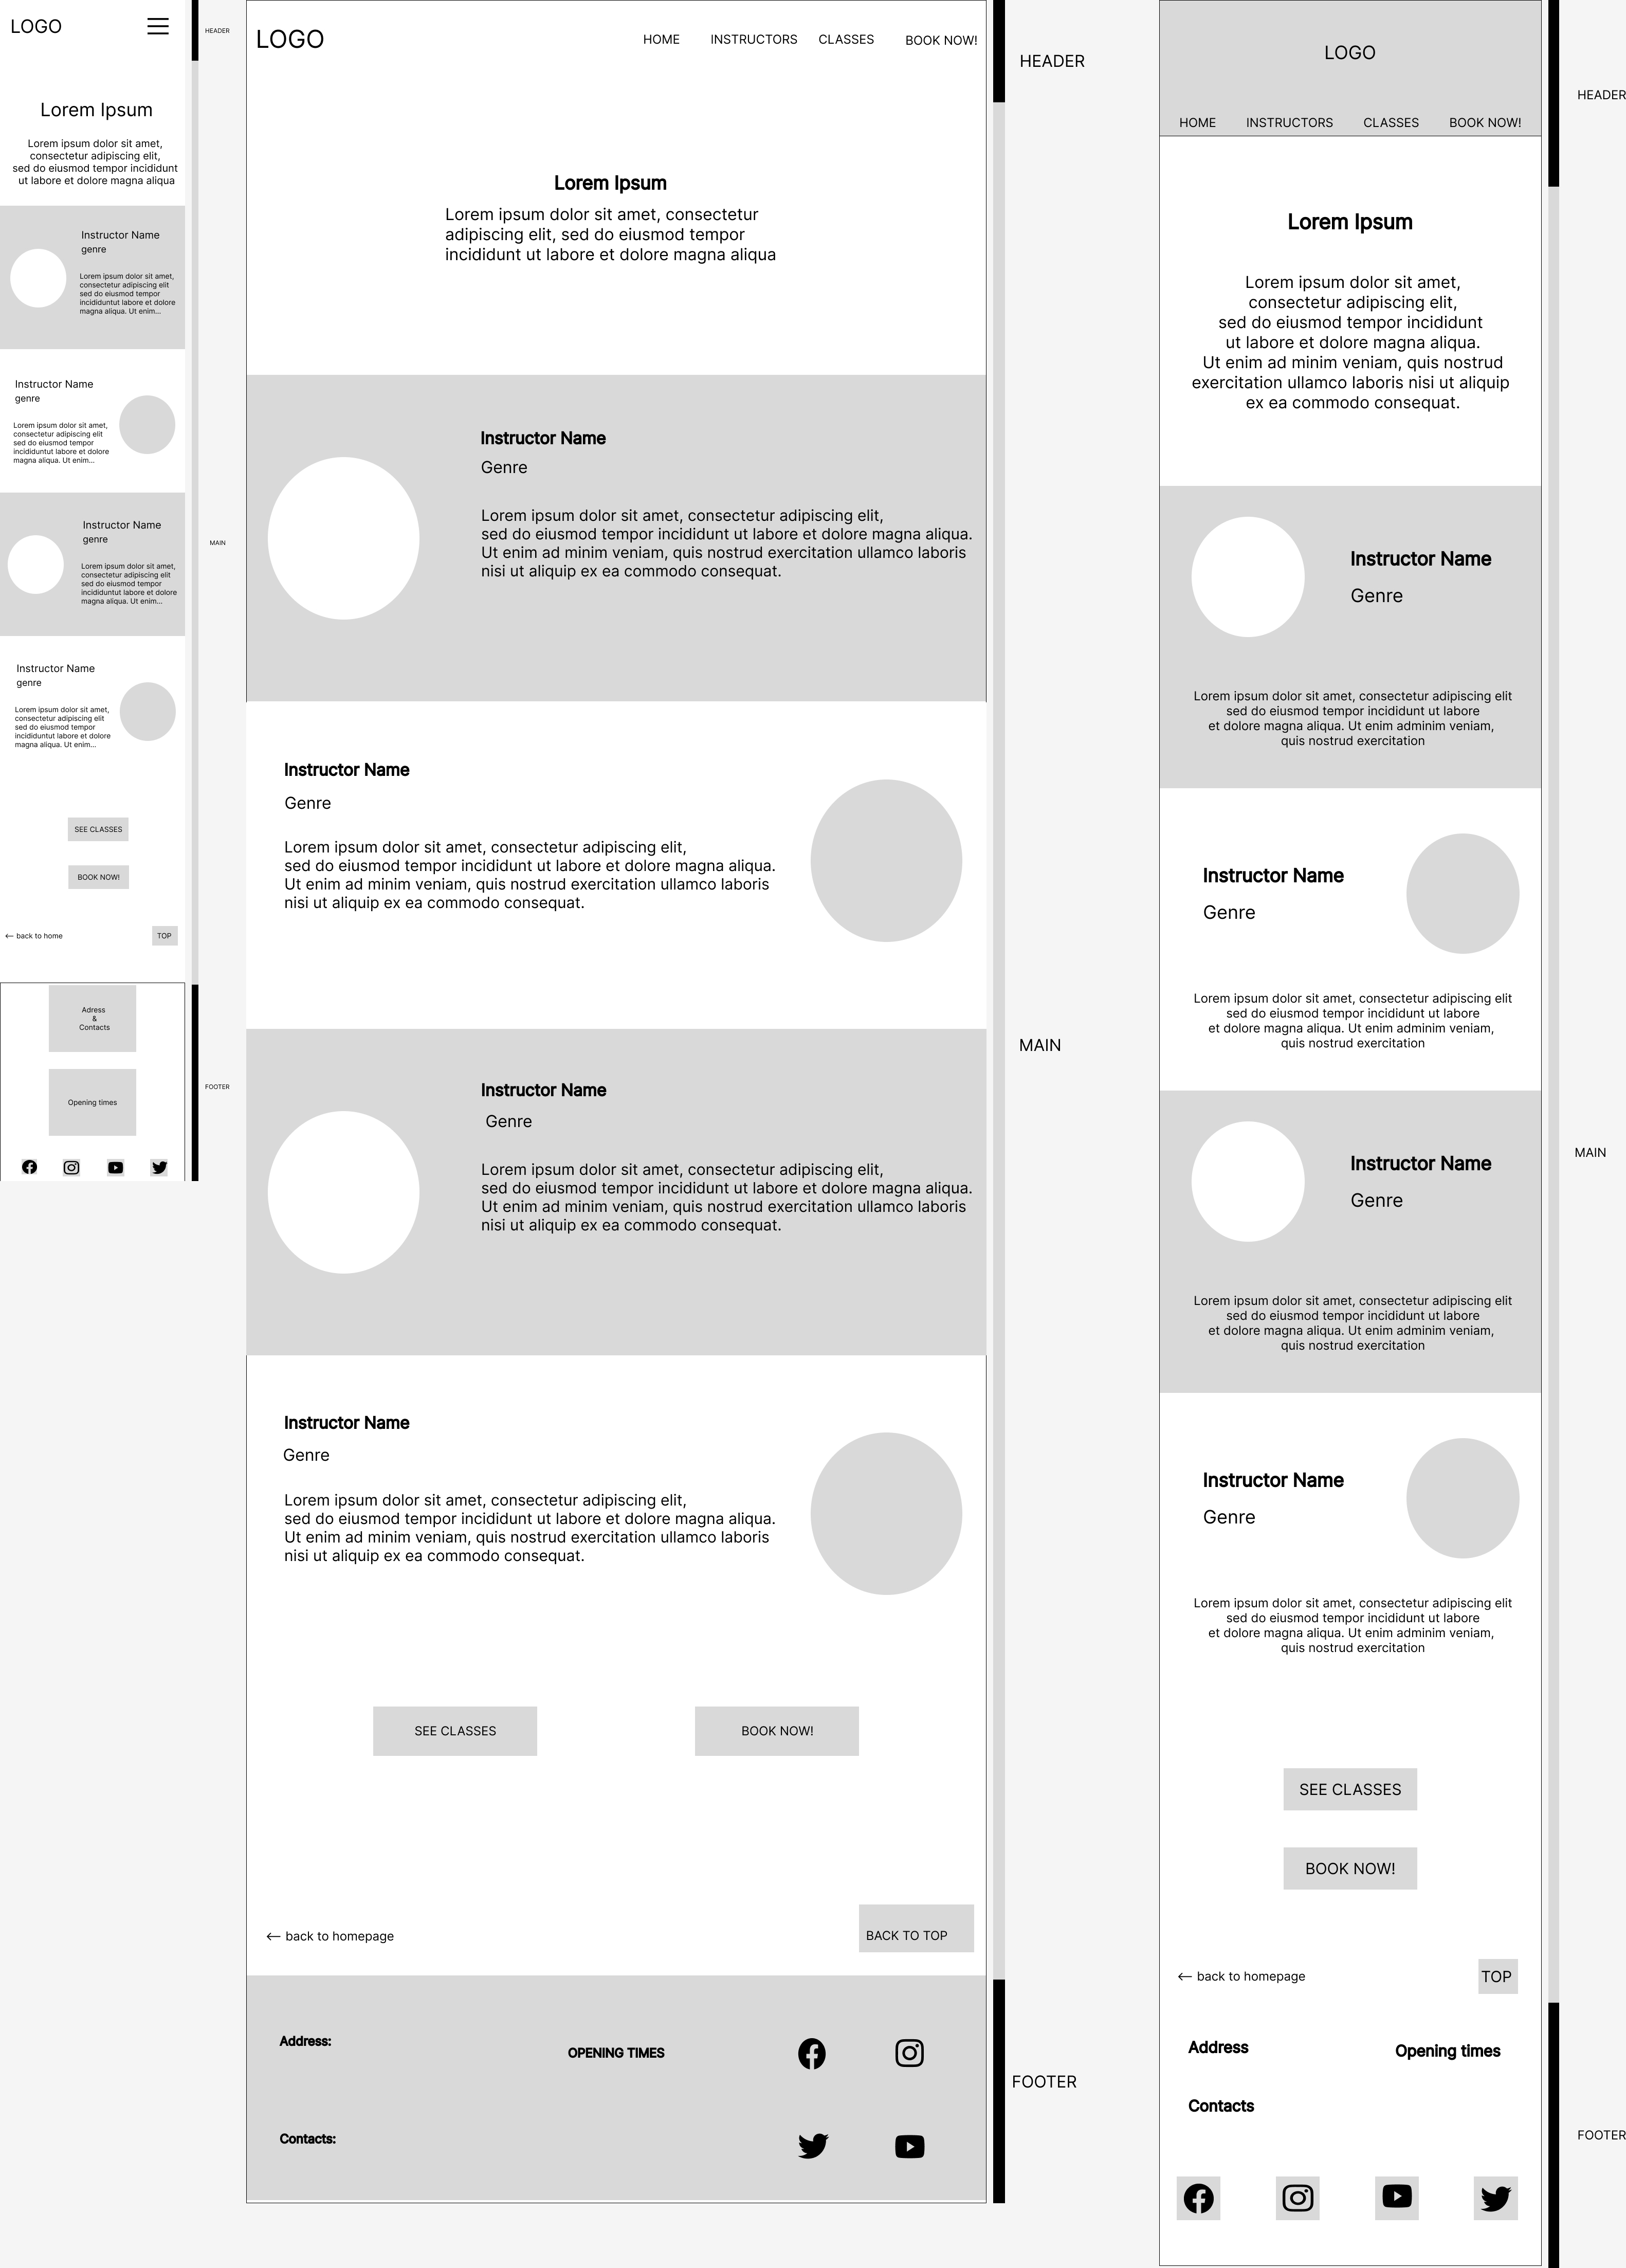 LOGO
HEADER
Lorem Ipsum
Lorem ipsum dolor sit amet,
consectetur adipiscing elit,
sed do eiusmod tempor incididunt
ut labore et dolore magna aliqua
Instructor Name
genre
Lorem ipsum dolor sit amet,
consectetur adipiscing elit
sed do eiusmod tempor
incididuntut labore et dolore
magna aliqua. Ut enim...
Instructor Name
genre
Lorem ipsum dolor sit amet,
consectetur adipiscing elit
sed do eiusmod tempor
incididuntut labore et dolore
magna aliqua. Ut enim...
Instructor Name
genre
MAIN
Lorem ipsum dolor sit amet,
consectetur adipiscing elit
sed do eiusmod tempor
incididuntut labore et dolore
magna aliqua. Ut enim...
Instructor Name
genre
Lorem ipsum dolor sit amet,
consectetur adipiscing elit
sed do eiusmod tempor
incididuntut labore et dolore
magna aliqua. Ut enim...
SEE CLASSES
BOOK NOW!
← back to home
TOP
Adress
&
Contacts
FOOTER
Opening times
LOGO
HOME INSTRUCTORS CLASSES BOOK NOW!
HEADER
Lorem Ipsum
Lorem ipsum dolor sit amet, consectetur
adipiscing elit, sed do eiusmod tempor
incididunt ut labore et dolore magna aliqua
Instructor Name
Genre
Lorem ipsum dolor sit amet, consectetur adipiscing elit,
sed do eiusmod tempor incididunt ut labore et dolore magna aliqua.
Ut enim ad minim veniam, quis nostrud exercitation ullamco laboris
nisi ut aliquip ex ea commodo consequat.
Instructor Name
Genre
Lorem ipsum dolor sit amet, consectetur adipiscing elit,
sed do eiusmod tempor incididunt ut labore et dolore magna aliqua.
Ut enim ad minim veniam, quis nostrud exercitation ullamco laboris
nisi ut aliquip ex ea commodo consequat.
MAIN
Instructor Name
Genre
Lorem ipsum dolor sit amet, consectetur adipiscing elit,
sed do eiusmod tempor incididunt ut labore et dolore magna aliqua.
Ut enim ad minim veniam, quis nostrud exercitation ullamco laboris
nisi ut aliquip ex ea commodo consequat.
Instructor Name
Genre
Lorem ipsum dolor sit amet, consectetur adipiscing elit,
sed do eiusmod tempor incididunt ut labore et dolore magna aliqua.
Ut enim ad minim veniam, quis nostrud exercitation ullamco laboris
nisi ut aliquip ex ea commodo consequat.
SEE CLASSES
BOOK NOW!
← back to homepage
BACK TO TOP
Address:
OPENING TIMES
FOOTER
Contacts:
LOGO
HEADER
HOME INSTRUCTORS CLASSES BOOK NOW!
Lorem Ipsum
Lorem ipsum dolor sit amet,
consectetur adipiscing elit,
sed do eiusmod tempor incididunt
ut labore et dolore magna aliqua.
Ut enim ad minim veniam, quis nostrud
exercitation ullamco laboris nisi ut aliquip
ex ea commodo consequat.
Instructor Name
Genre
Lorem ipsum dolor sit amet, consectetur adipiscing elit
sed do eiusmod tempor incididunt ut labore
et dolore magna aliqua. Ut enim adminim veniam,
quis nostrud exercitation
Instructor Name
Genre
Lorem ipsum dolor sit amet, consectetur adipiscing elit
sed do eiusmod tempor incididunt ut labore
et dolore magna aliqua. Ut enim adminim veniam,
quis nostrud exercitation
MAIN
Instructor Name
Genre
Lorem ipsum dolor sit amet, consectetur adipiscing elit
sed do eiusmod tempor incididunt ut labore
et dolore magna aliqua. Ut enim adminim veniam,
quis nostrud exercitation
Instructor Name
Genre
Lorem ipsum dolor sit amet, consectetur adipiscing elit
sed do eiusmod tempor incididunt ut labore
et dolore magna aliqua. Ut enim adminim veniam,
quis nostrud exercitation
SEE CLASSES
BOOK NOW!
← back to homepage
TOP
Address
Opening times
Contacts
FOOTER